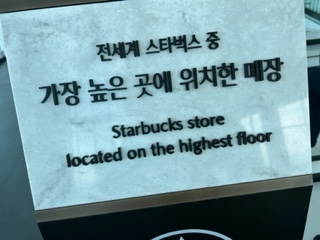 전세계 스타벅스 중
가장 높은 곳에 위치한 매장
Starbucks store
located on the highest floor